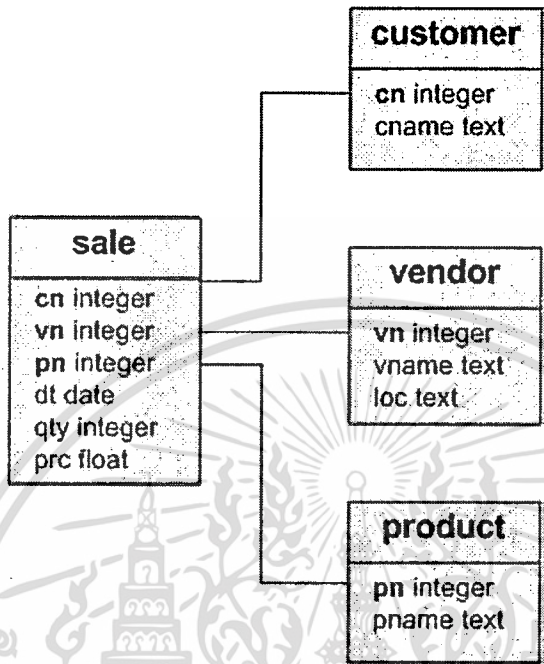 customer
cn integer
cname text
sale
cn integer
vn integer
pn integer
dt date
qty integer
prc float
vendor
vn integer
vname text
loc text
product
pn integer
pname text